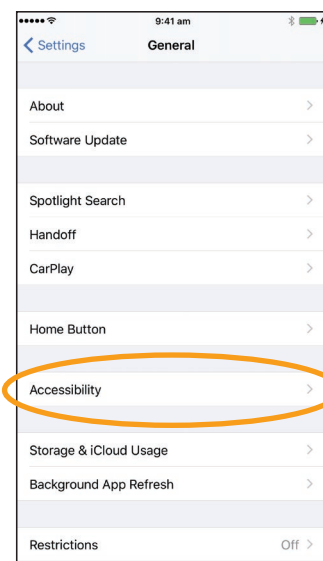 9:41 am
Settings General
About
Software Update
Spotlight Search
Handoff
CarPlay
Home Button
Accessibility
Storage & iCloud Usage
Background App Refresh
Restrictions Off